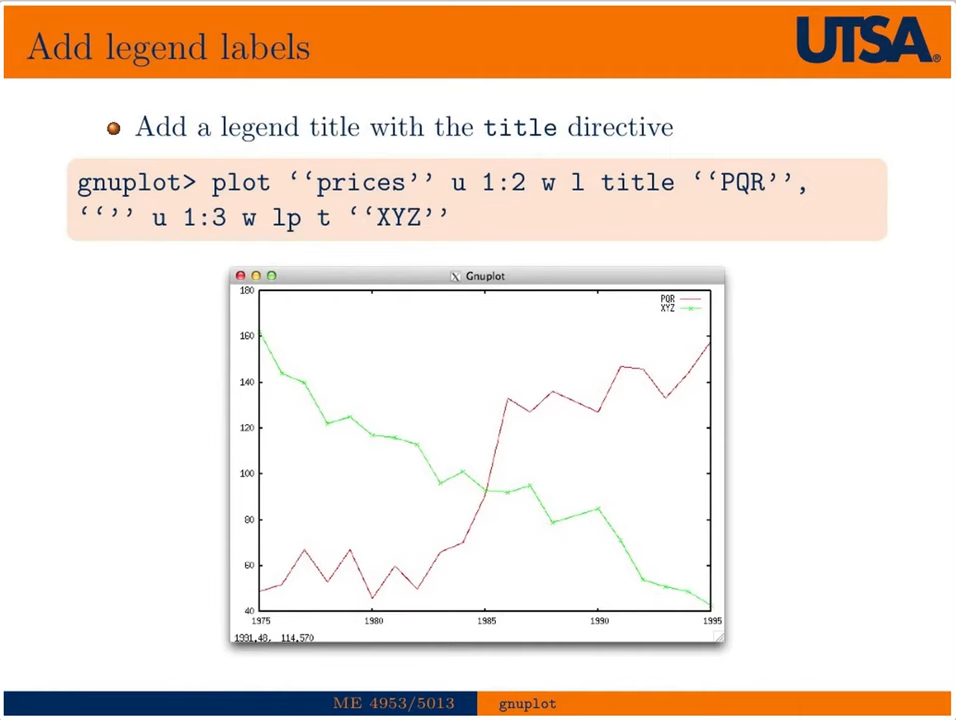 Add legend labels
UTSA®
Add a legend title with the title directive
gnuplot> plot ‘‘prices’’ u 1:2 w l title ‘‘PQR’’,
‘‘’’ u 1:3 w lp t ‘‘XYZ’’
X Gnuplot
180
PQR
XYZ
160
140
120
100
80
60
40
1975 1980 1985 1990 1995
1991.48, 114.570
ME 4953/5013 gnuplot